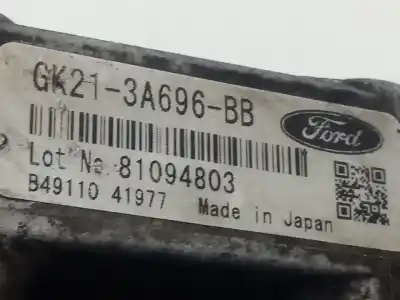 GK21-3A696-BB
Ford
Lot No. 81094803
B49110 41977 Made in Japan